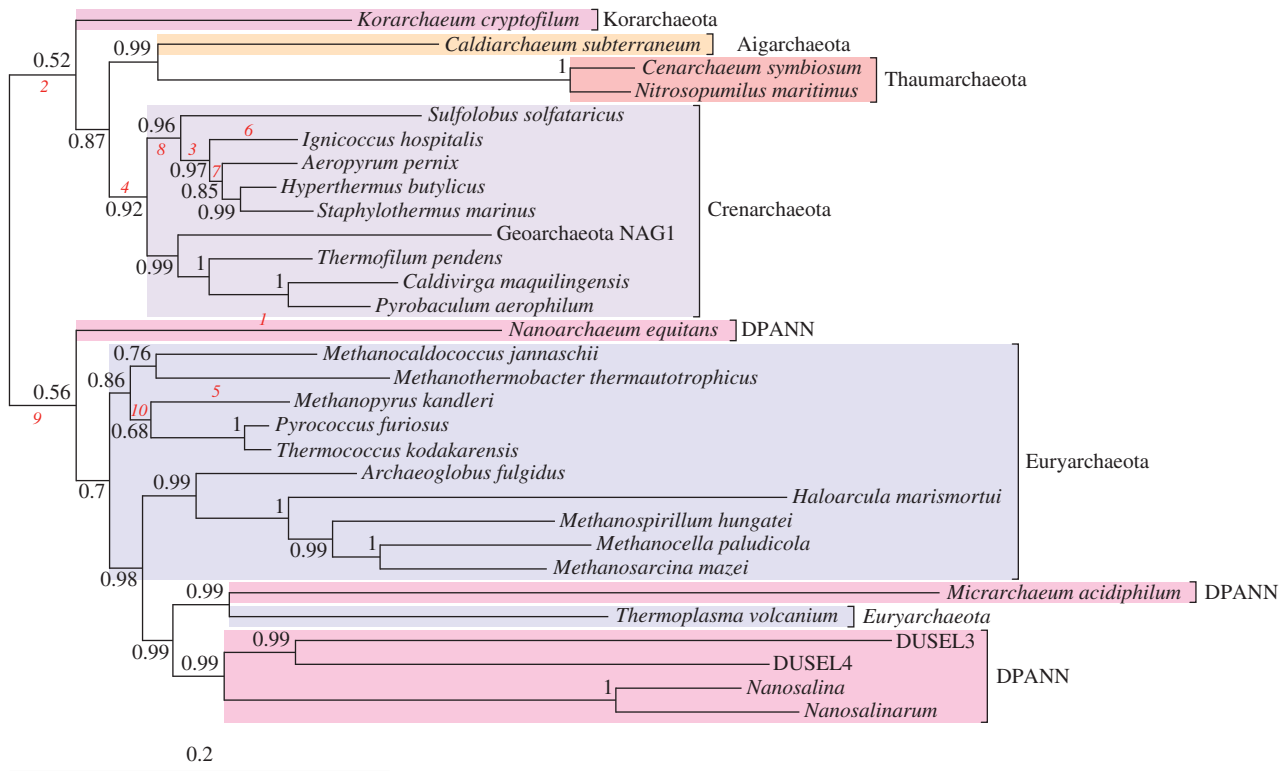 Korarchaeum cryptofilum Korarchaeota
0.52
2
0.99
Caldiarchaeum subterraneum Aigarchaeota
1
Cenarchaeum symbiosum
Nitrosopumilus maritimus
Thaumarchaeota
0.87
0.96
Sulfolobus solfataricus
8 3 6
Ignicoccus hospitalis
0.97 7
Aeropyrum pernix
4
0.85
Hyperthermus butylicus
0.92
0.99
Staphylothermus marinus
Crenarchaeota
Geoarchaeota NAG1
0.99 1
Thermofilum pendens
1
Caldivirga maquilingensis
Pyrobaculum aerophilum
1
Nanoarchaeum equitans DPANN
0.76
Methanocaldococcus jannaschii
0.86
Methanothermobacter thermautotrophicus
0.56
9
5
10
Methanopyrus kandleri
0.68
1
Pyrococcus furiosus
Thermococcus kodakarensis
Euryarchaeota
0.7
0.99
Archaeoglobus fulgidus
1
Haloarcula marismortui
Methanospirillum hungatei
0.99 1
Methanocella paludicola
Methanosarcina mazei
0.98
0.99
Micrarchaeum acidiphilum DPANN
Thermoplasma volcanium Euryarchaeota
0.99
0.99
0.99
DUSEL3
DUSEL4
DPANN
1
Nanosalina
Nanosalinarum
0.2